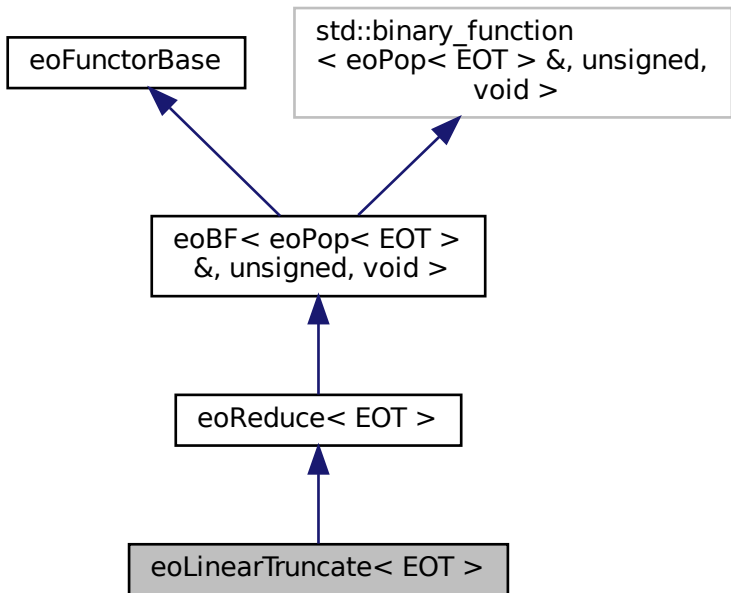 eoFunctorBase
std::binary_function
< eoPop< EOT > &, unsigned,
void >
eoBF< eoPop< EOT >
&, unsigned, void >
eoReduce< EOT >
eoLinearTruncate< EOT >